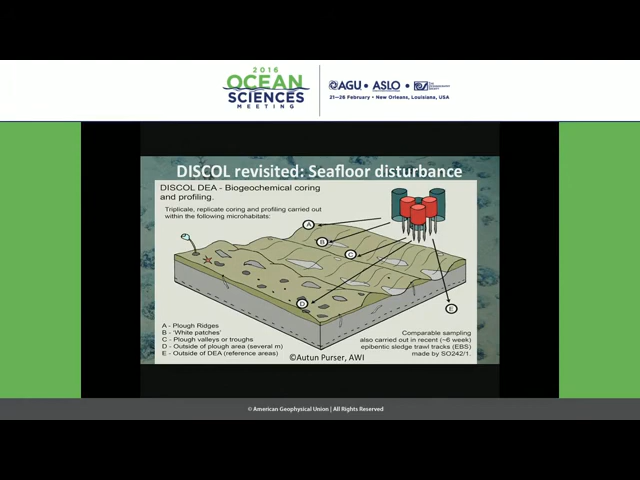 2016
OCEAN
SCIENCES
MEETING
AGU • ASLO •
21–26 February • New Orleans, Louisiana, USA
DISCOL revisited: Seafloor disturbance
DISCOL DEA - Biogeochemical coring
and profiling.
Triplicate, replicate coring and profiling carried out
within the following microhabitats:
A
B
C
D
E
A - Plough Ridges
B - 'White patches'
C - Plough valleys or troughs
D - Outside of plough area (several m)
E - Outside of DEA (reference areas)
Comparable sampling
also carried out in recent (~6 week)
epibentic sledge trawl tracks (EBS)
made by SO242/1.
©Autun Purser, AWI
© American Geophysical Union | All Rights Reserved